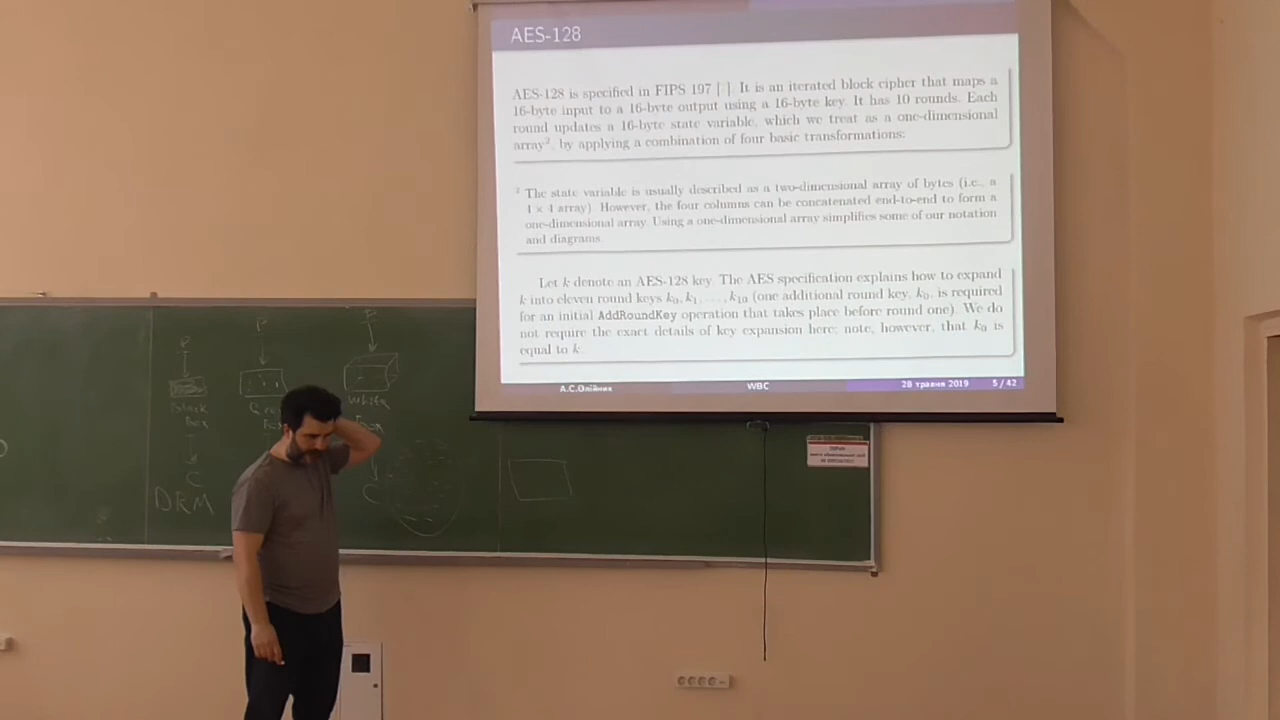 AES-128
AES-128 is specified in FIPS 197 [ ]. It is an iterated block cipher that maps a
16-byte input to a 16-byte output using a 16-byte key. It has 10 rounds. Each
round updates a 16-byte state variable, which we treat as a one-dimensional
array², by applying a combination of four basic transformations:
² The state variable is usually described as a two-dimensional array of bytes (i.e., a
4 × 4 array). However, the four columns can be concatenated end-to-end to form a
one-dimensional array. Using a one-dimensional array simplifies some of our notation
and diagrams.
Let k denote an AES-128 key. The AES specification explains how to expand
k into eleven round keys k₀, k₁, . . . , k₁₀ (one additional round key, k₀, is required
for an initial AddRoundKey operation that takes place before round one). We do
not require the exact details of key expansion here; note, however, that k₀ is
equal to k.
А.С.Олійник WBC 28 травня 2019 5 / 42
P P P
Black White
Box Box
C C
DRM